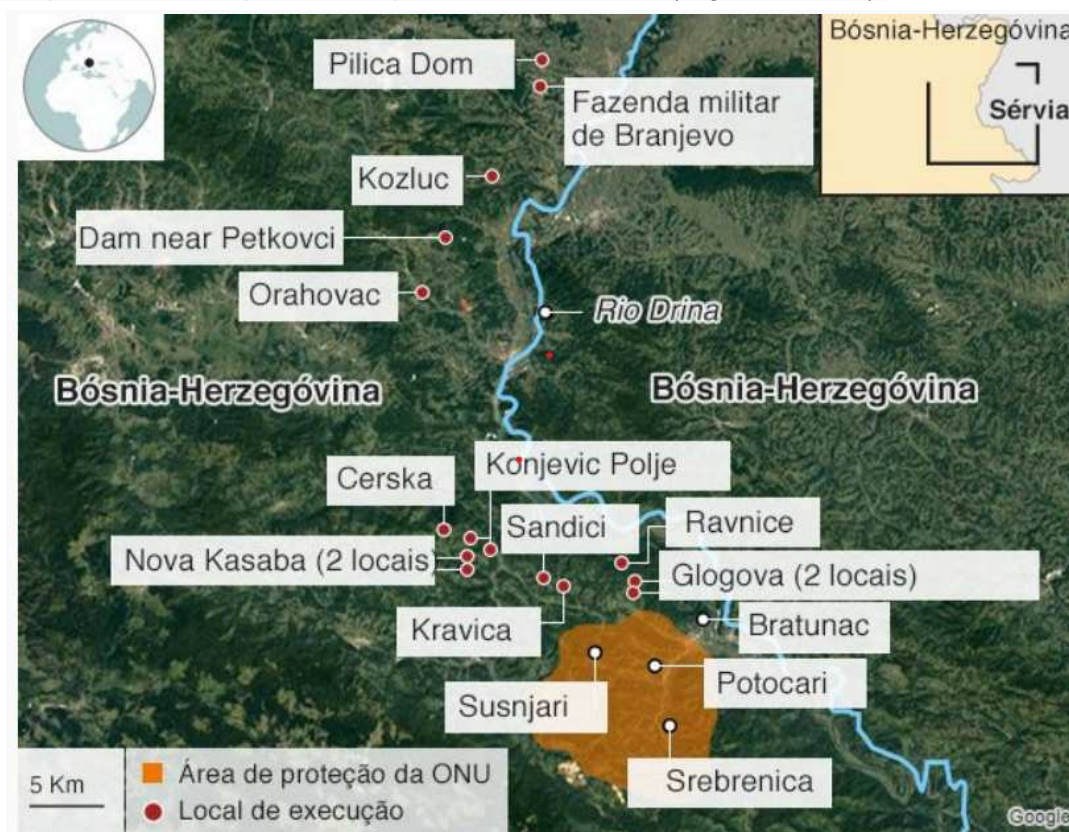 Bósnia-Herzegóvina
Sérvia
Pilica Dom
Fazenda militar
de Branjevo
Kozluc
Dam near Petkovci
Orahovac
Rio Drina
Bósnia-Herzegóvina
Bósnia-Herzegóvina
Konjevic Polje
Cerska
Sandici
Ravnice
Nova Kasaba (2 locais)
Glogova (2 locais)
Kravica
Bratunac
Potocari
Susnjari
Srebrenica
5 Km
Área de proteção da ONU
Local de execução
Google